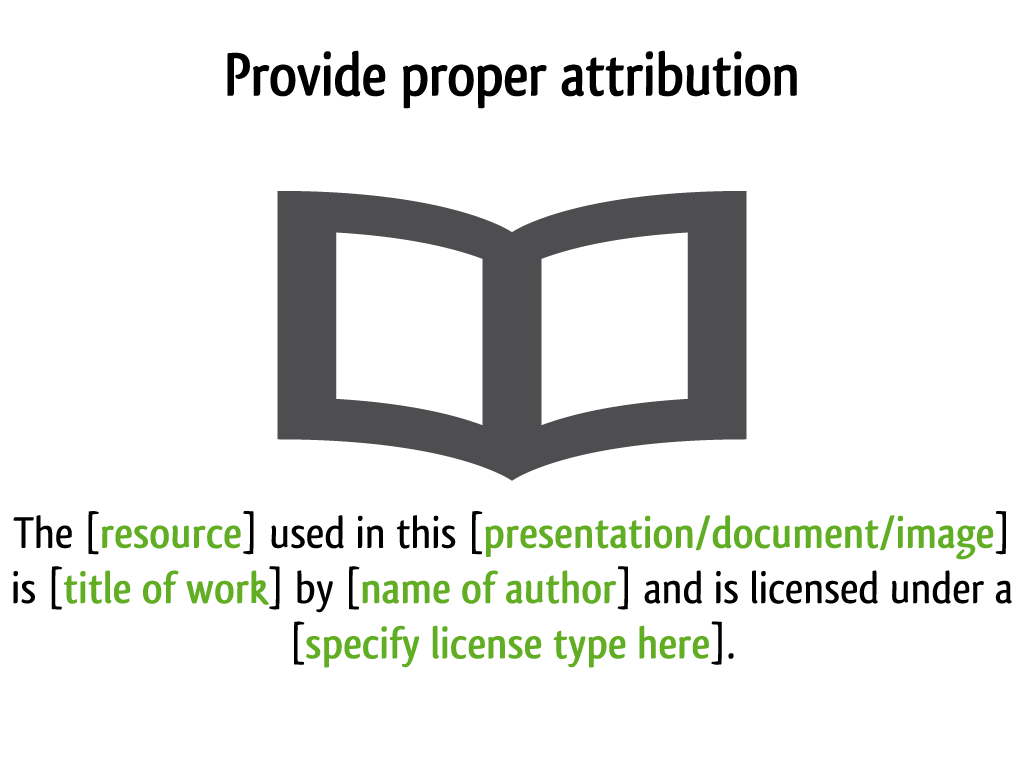 Provide proper attribution
The [resource] used in this [presentation/document/image]
is [title of work] by [name of author] and is licensed under a
[specify license type here].